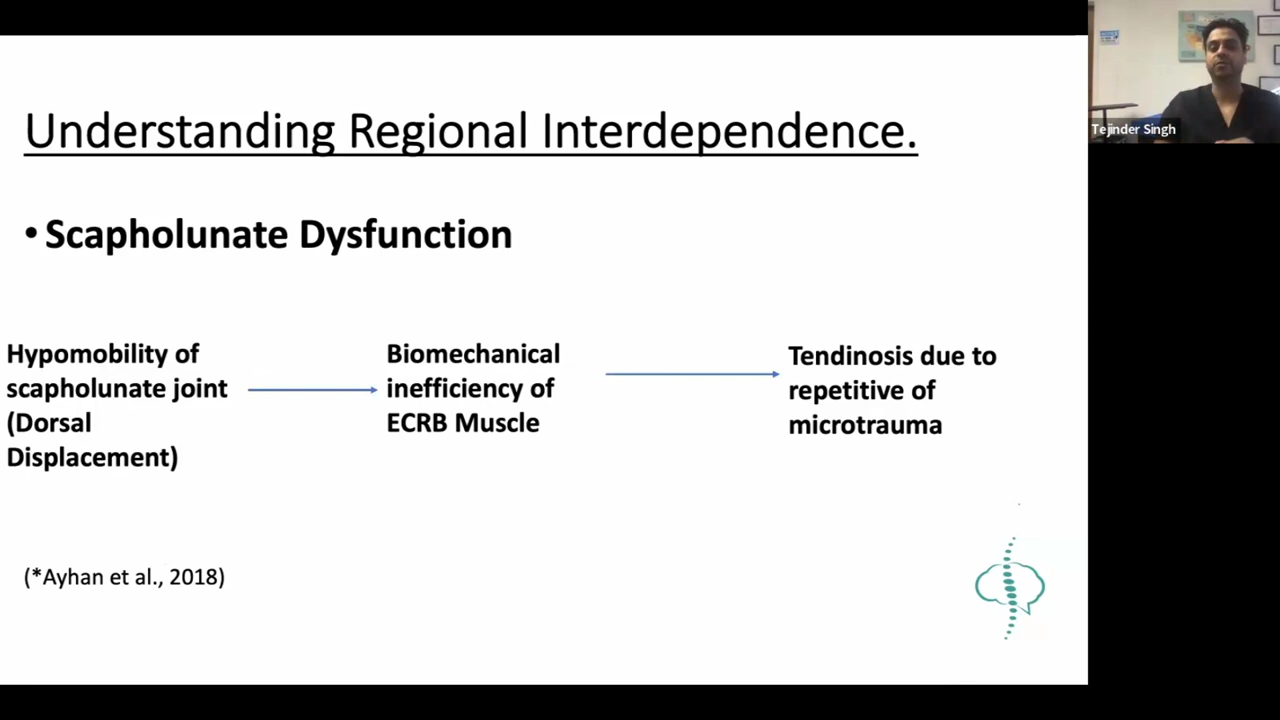 Understanding Regional Interdependence.
• Scapholunate Dysfunction
Hypomobility of
scapholunate joint
(Dorsal
Displacement)
Biomechanical
inefficiency of
ECRB Muscle
Tendinosis due to
repetitive of
microtrauma
(*Ayhan et al., 2018)
Tejinder Singh